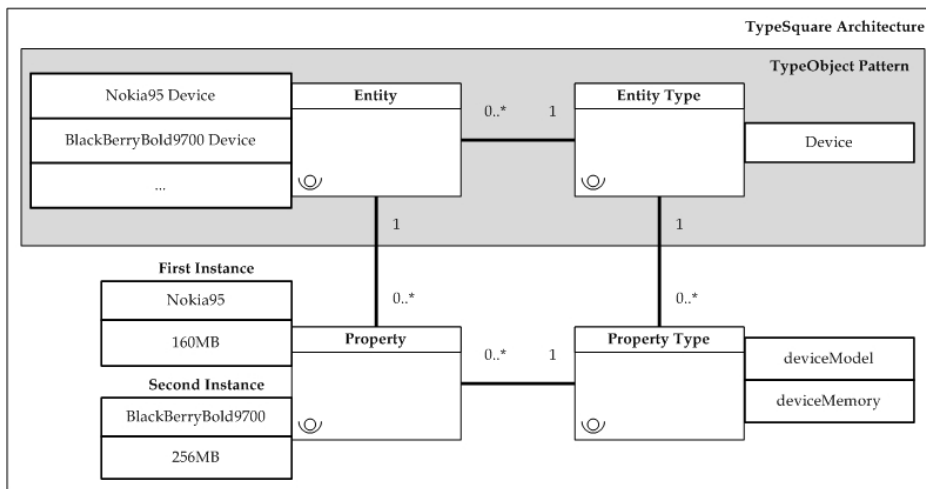 TypeSquare Architecture
TypeObject Pattern
Nokia95 Device
BlackBerryBold9700 Device
...
Entity
0..*
1
Entity Type
Device
1
1
First Instance
Nokia95
160MB
0..*
0..*
Second Instance
BlackBerryBold9700
256MB
Property
0..*
1
Property Type
deviceModel
deviceMemory